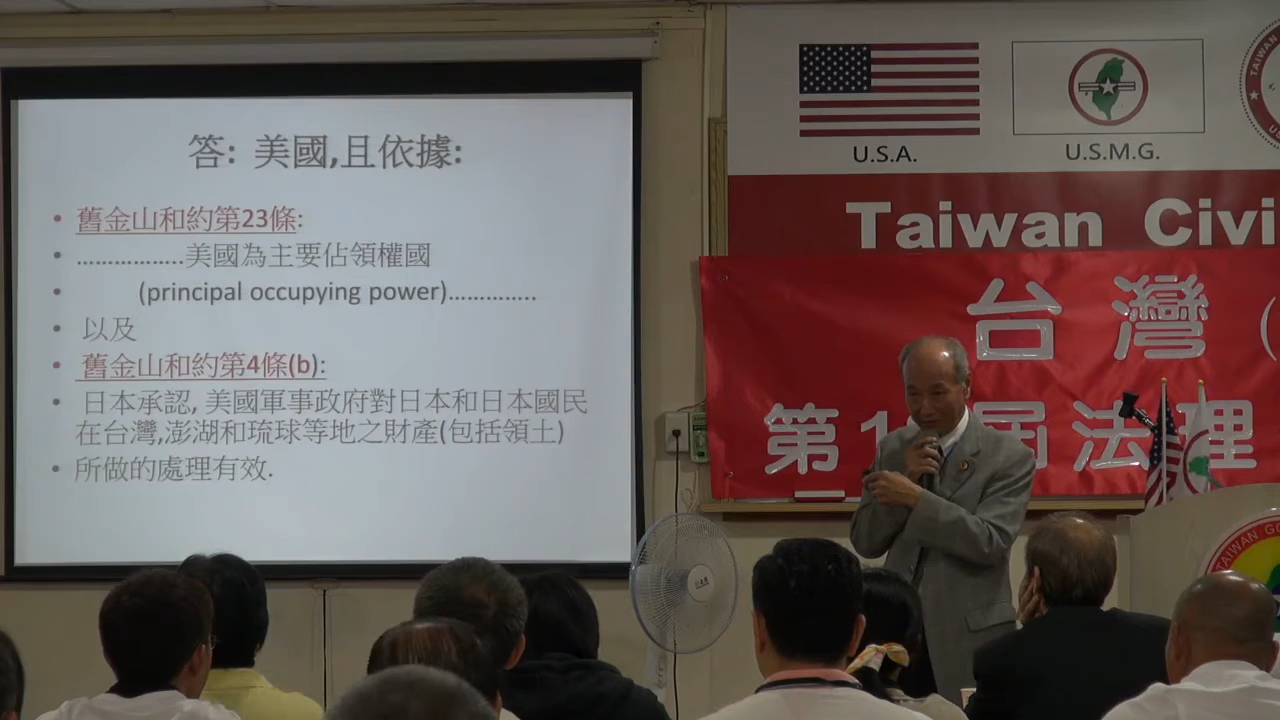 答: 美國,且依據:
• 舊金山和約第23條:
• ……………..美國為主要佔領權國
• (principal occupying power)…………..
• 以及
• 舊金山和約第4條(b):
• 日本承認, 美國軍事政府對日本和日本國民
在台灣,澎湖和琉球等地之財產(包括領土)
• 所做的處理有效.
U.S.A.
U.S.M.G.
TAIWAN
Taiwan Civi
台灣(
第1 屆法理
TAIWAN GO